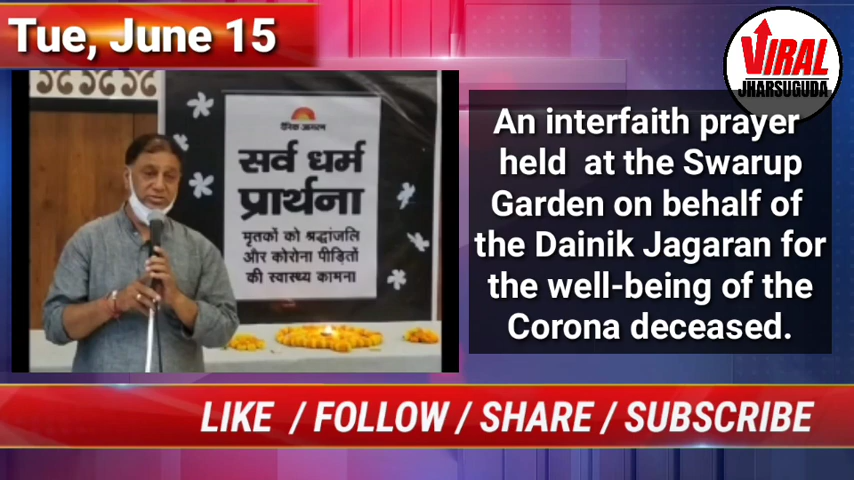 Tue, June 15
VIRAL
JHARSUGUDA
दैनिक जागरण
सर्व धर्म
प्रार्थना
मृतकों को श्रद्धांजलि
और कोरोना पीड़ितों
की स्वास्थ्य कामना
An interfaith prayer
held at the Swarup
Garden on behalf of
the Dainik Jagaran for
the well-being of the
Corona deceased.
LIKE / FOLLOW / SHARE / SUBSCRIBE